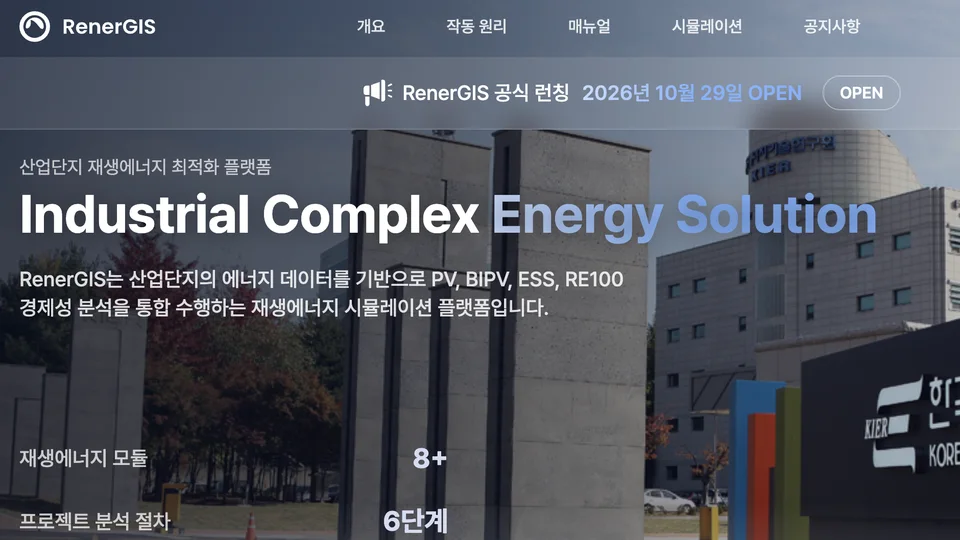 RenerGIS
개요 작동 원리 매뉴얼 시뮬레이션 공지사항
RenerGIS 공식 런칭 2026년 10월 29일 OPEN OPEN
산업단지 재생에너지 최적화 플랫폼
Industrial Complex Energy Solution
RenerGIS는 산업단지의 에너지 데이터를 기반으로 PV, BIPV, ESS, RE100
경제성 분석을 통합 수행하는 재생에너지 시뮬레이션 플랫폼입니다.
KIER
한
KIER
KORE
재생에너지 모듈 8+
프로젝트 분석 절차 6단계